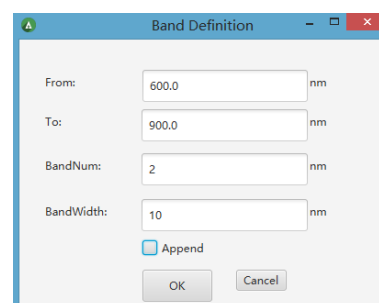 Band Definition
From: 600.0 nm
To: 900.0 nm
BandNum: 2 nm
BandWidth: 10 nm
Append
OK Cancel